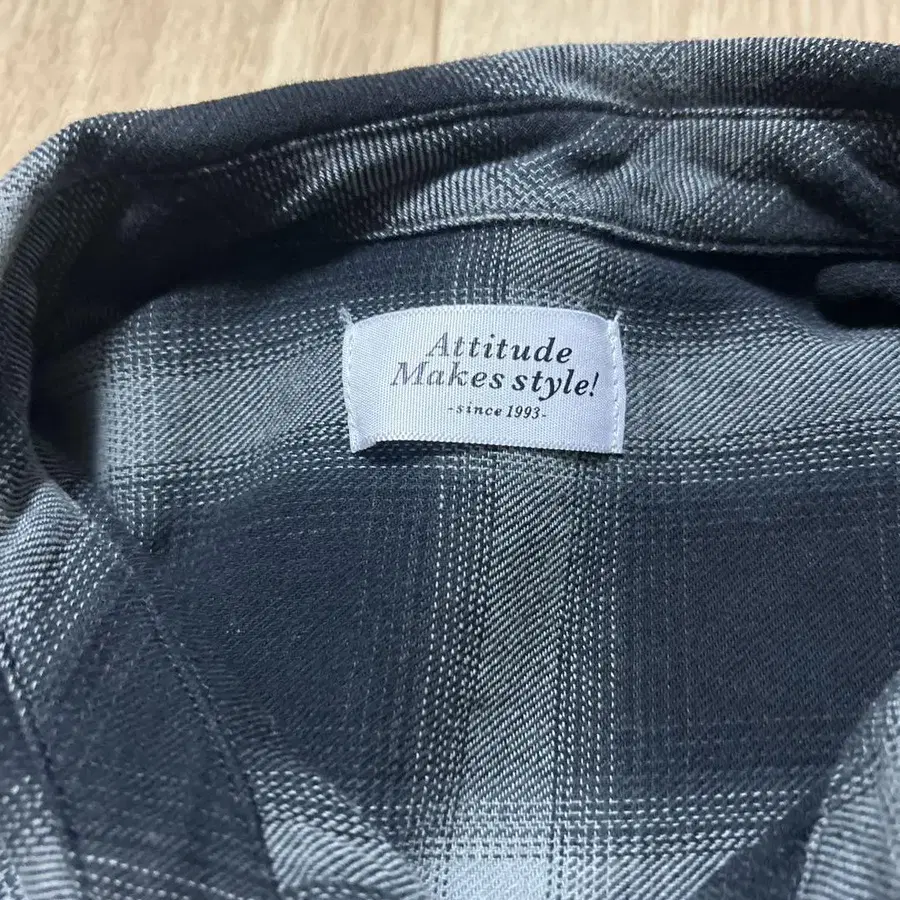 Attitude
Makes style!
-since 1993-